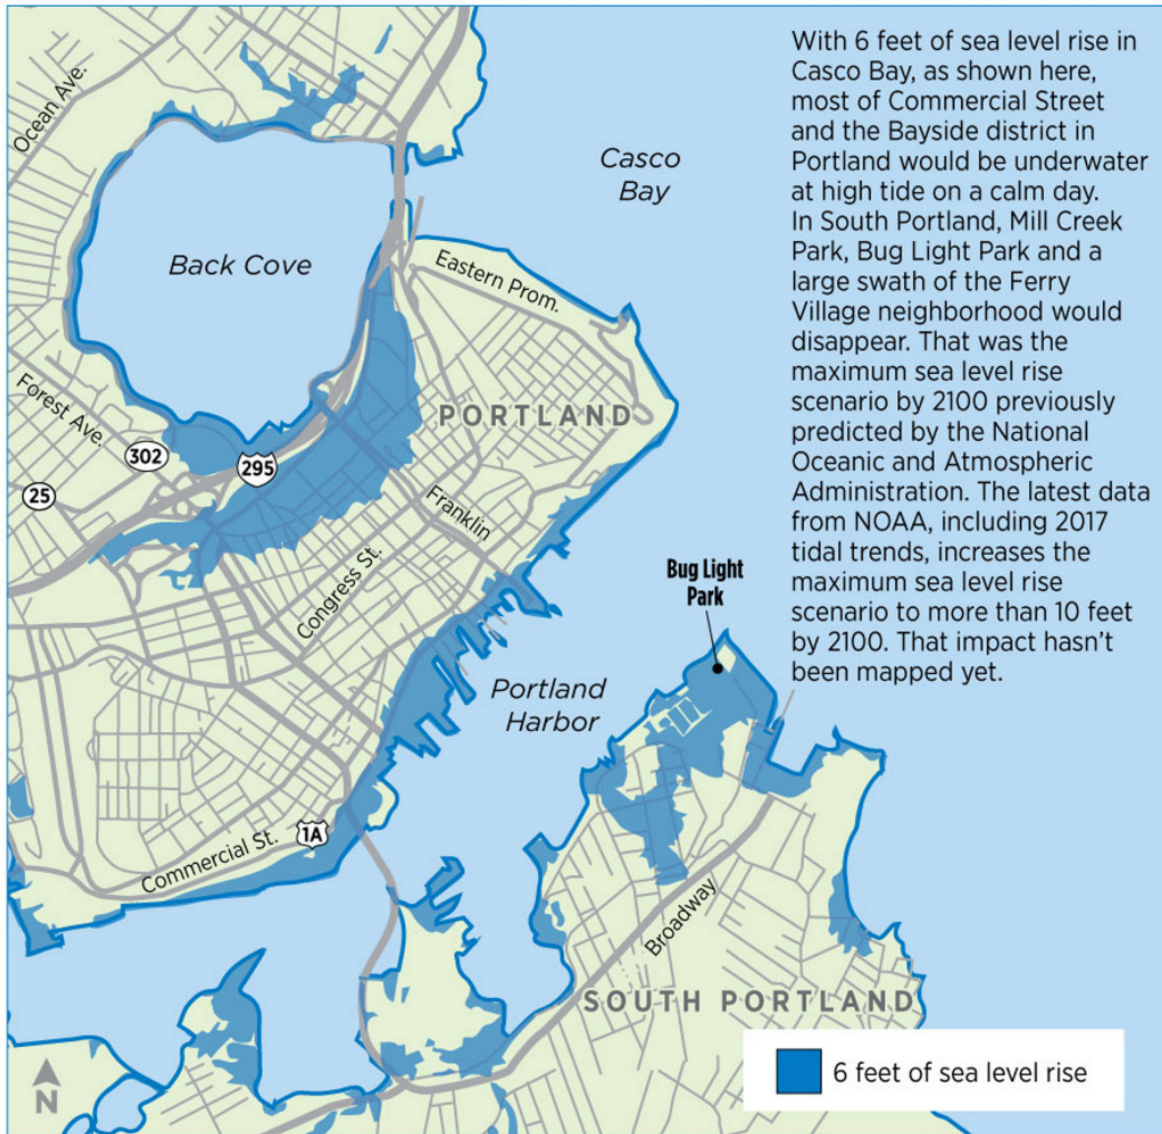 With 6 feet of sea level rise in
Casco Bay, as shown here,
most of Commercial Street
and the Bayside district in
Portland would be underwater
at high tide on a calm day.
In South Portland, Mill Creek
Park, Bug Light Park and a
large swath of the Ferry
Village neighborhood would
disappear. That was the
maximum sea level rise
scenario by 2100 previously
predicted by the National
Oceanic and Atmospheric
Administration. The latest data
from NOAA, including 2017
tidal trends, increases the
maximum sea level rise
scenario to more than 10 feet
by 2100. That impact hasn't
been mapped yet.
Ocean Ave.
Casco
Bay
Back Cove
Eastern Prom.
Forest Ave.
PORTLAND
302
295
25
Franklin
Congress St.
Bug Light
Park
Portland
Harbor
1A
Commercial St.
Broadway
SOUTH PORTLAND
N
6 feet of sea level rise